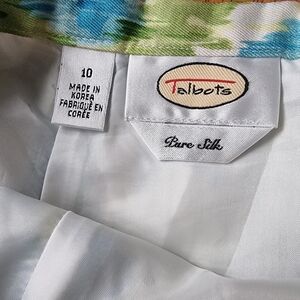 10
MADE IN
KOREA
FABRIQUÉ EN
CORÉE
Talbots
Pure Silk